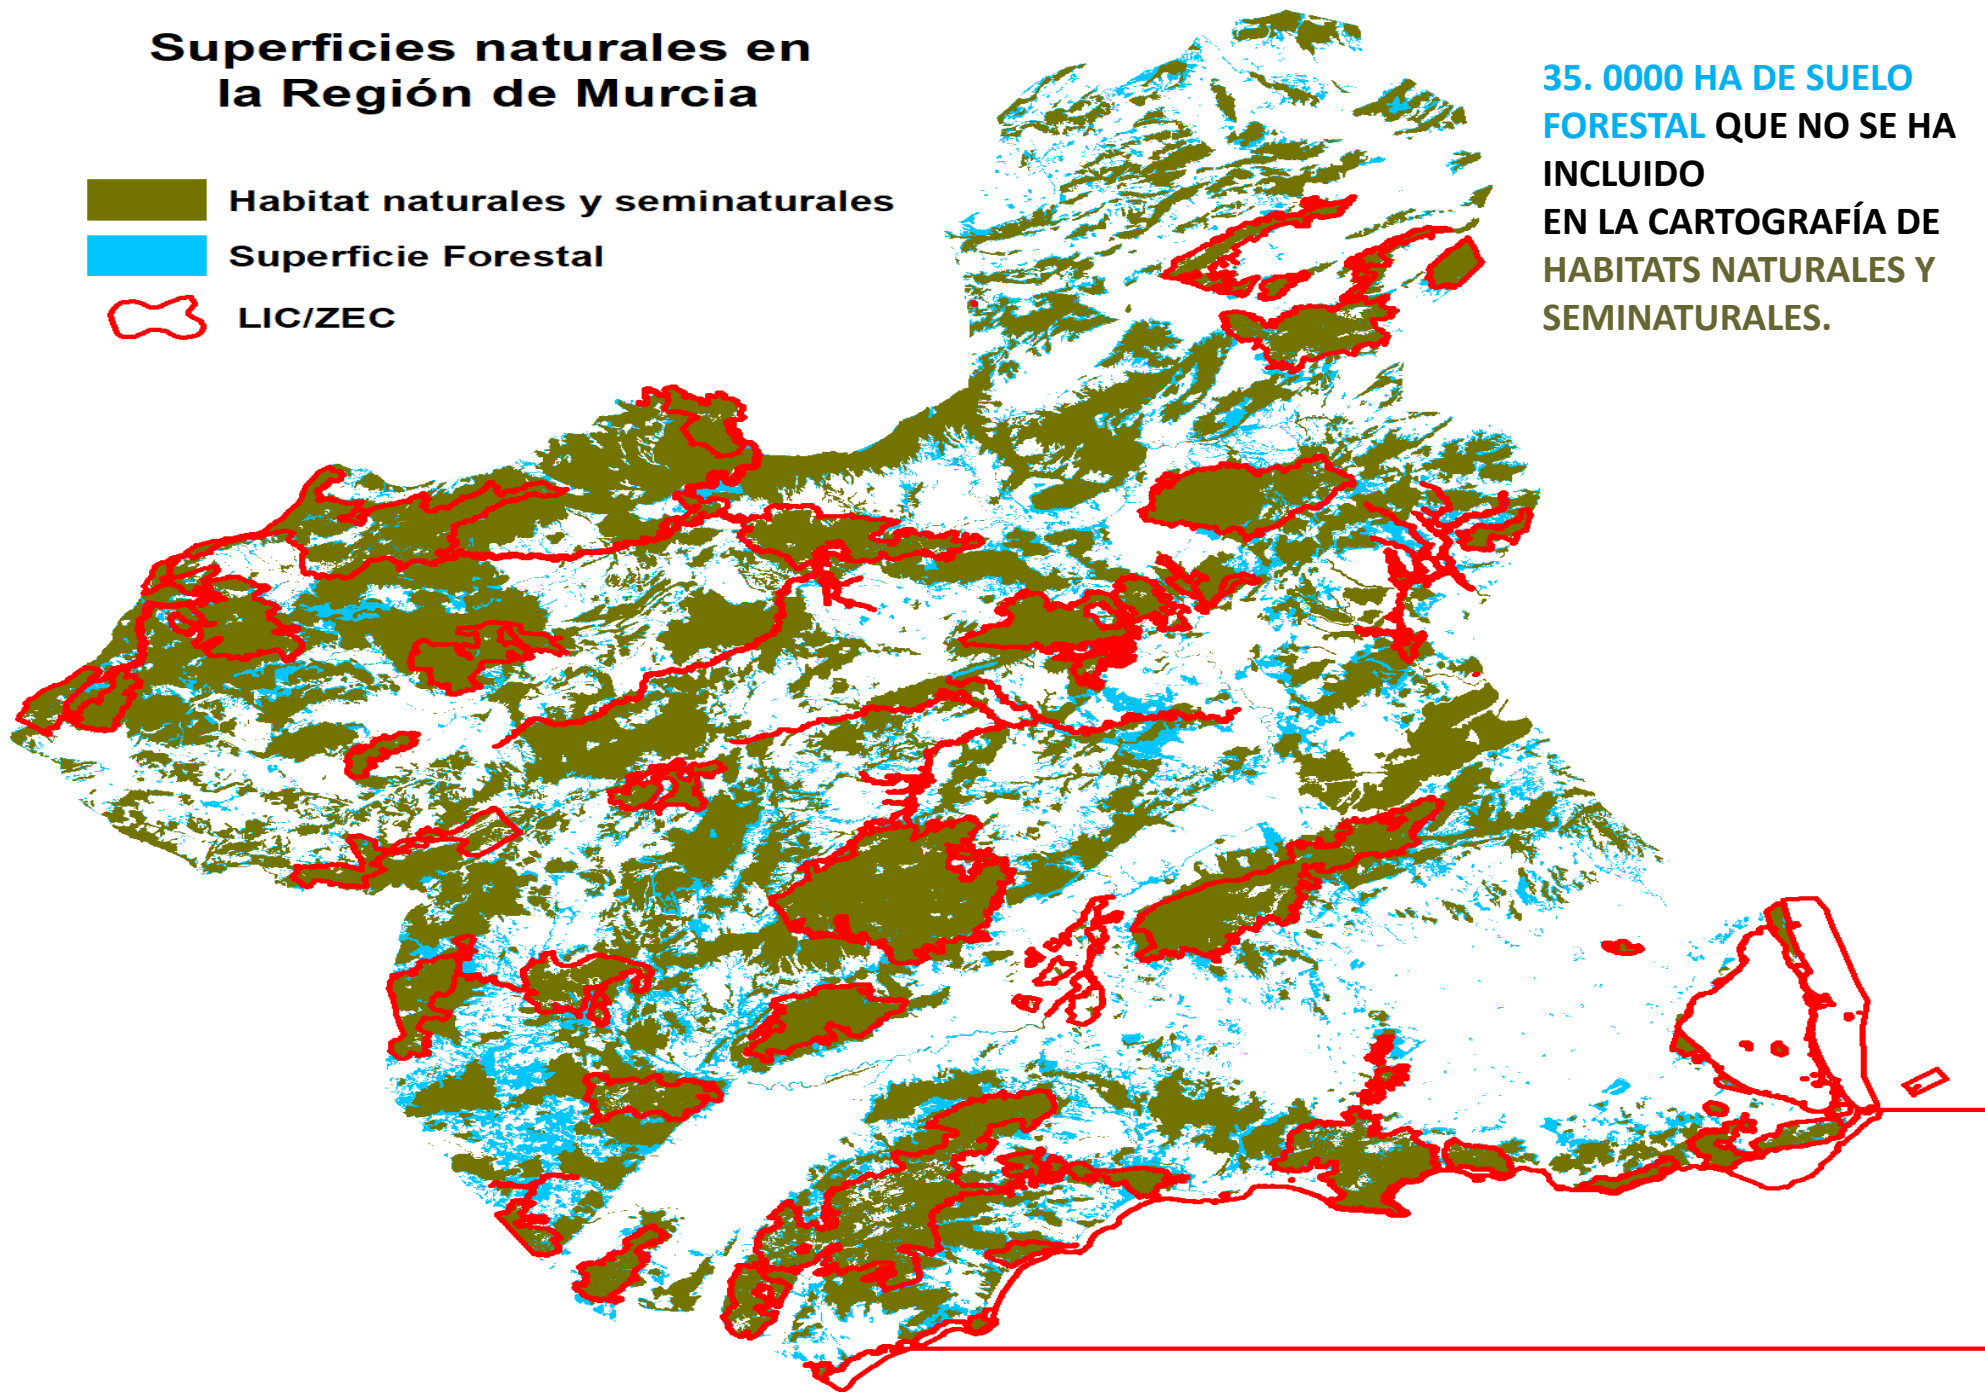 Superficies naturales en
la Región de Murcia
Habitat naturales y seminaturales
Superficie Forestal
LIC/ZEC
35. 0000 HA DE SUELO
FORESTAL QUE NO SE HA
INCLUIDO
EN LA CARTOGRAFÍA DE
HABITATS NATURALES Y
SEMINATURALES.